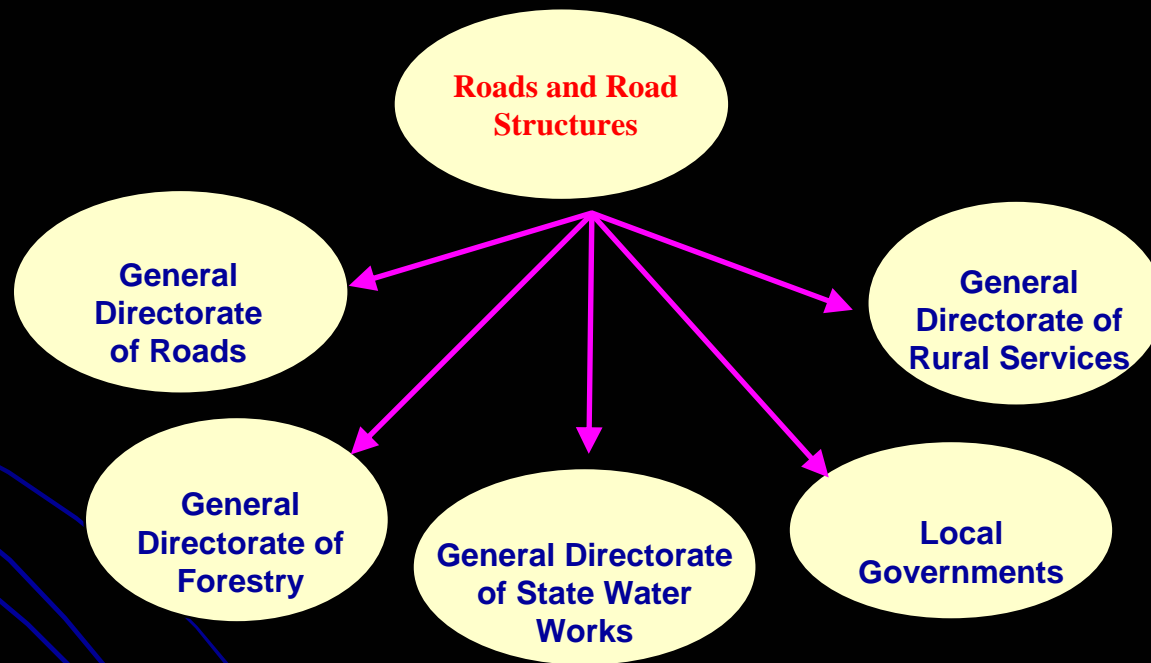 Roads and Road
Structures
General
Directorate
of Roads
General
Directorate of
Rural Services
General
Directorate of
Forestry
General Directorate
of State Water
Works
Local
Governments